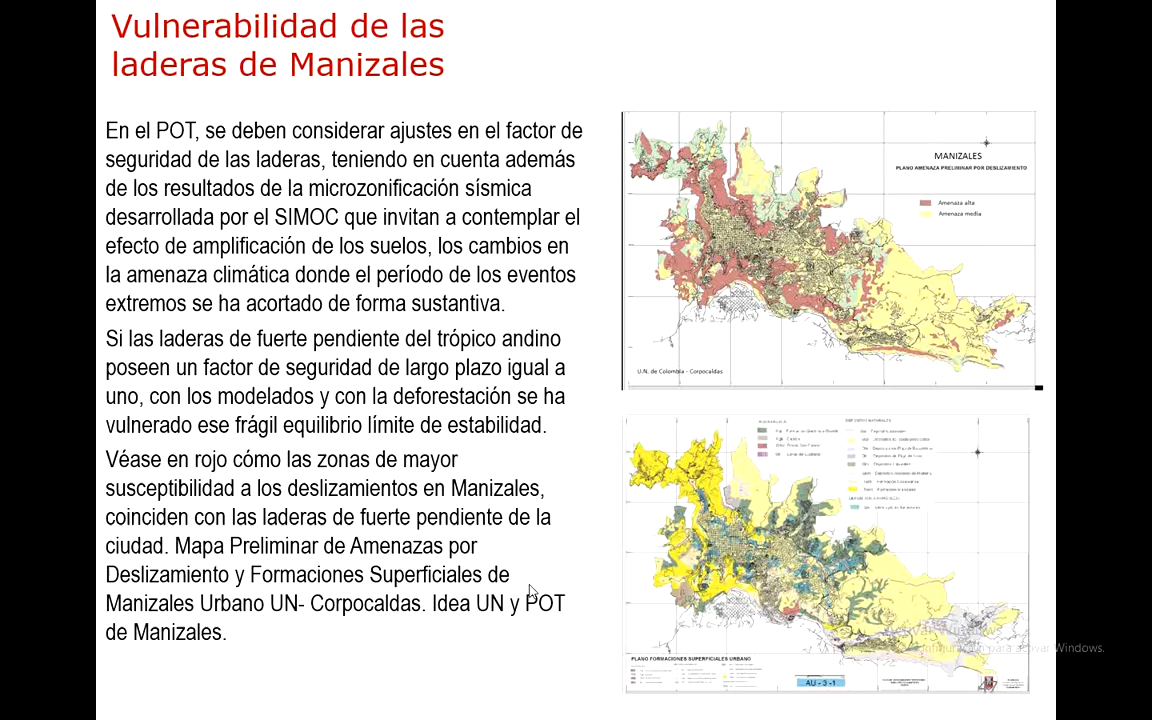 Vulnerabilidad de las
laderas de Manizales
En el POT, se deben considerar ajustes en el factor de
seguridad de las laderas, teniendo en cuenta además
de los resultados de la microzonificación sísmica
desarrollada por el SIMOC que invitan a contemplar el
efecto de amplificación de los suelos, los cambios en
la amenaza climática donde el período de los eventos
extremos se ha acortado de forma sustantiva.
Si las laderas de fuerte pendiente del trópico andino
poseen un factor de seguridad de largo plazo igual a
uno, con los modelados y con la deforestación se ha
vulnerado ese frágil equilibrio límite de estabilidad.
Véase en rojo cómo las zonas de mayor
susceptibilidad a los deslizamientos en Manizales,
coinciden con las laderas de fuerte pendiente de la
ciudad. Mapa Preliminar de Amenazas por
Deslizamiento y Formaciones Superficiales de
Manizales Urbano UN- Corpocaldas. Idea UN y POT
de Manizales.
MANIZALES
PLANO AMENAZA PRELIMINAR POR DESLIZAMIENTO
Amenaza alta
Amenaza media
U.N. de Colombia - Corpocaldas
PLANO FORMACIONES SUPERFICIALES URBANO
AU - 3 -1
para activar Windows.